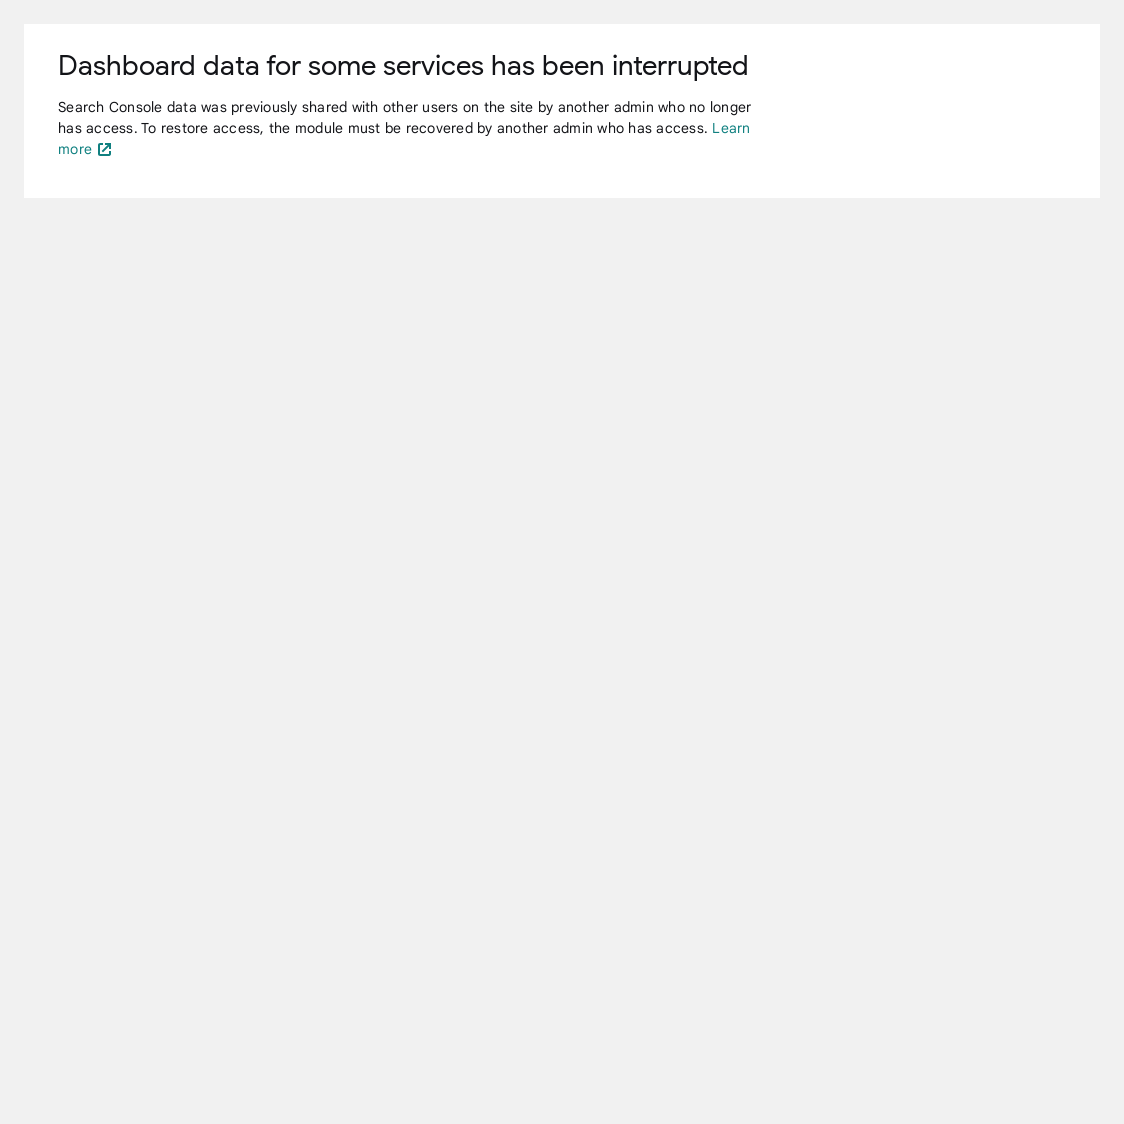 Dashboard data for some services has been interrupted
Search Console data was previously shared with other users on the site by another admin who no longer
has access. To restore access, the module must be recovered by another admin who has access. Learn
more